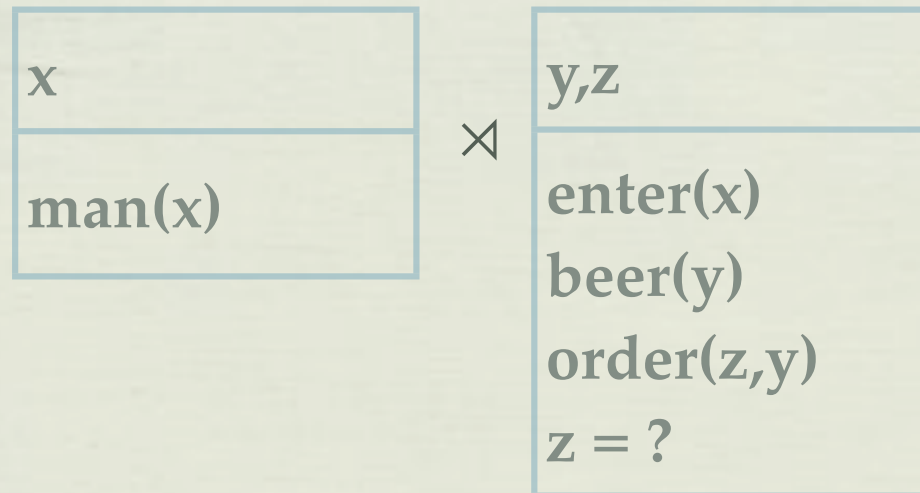 x
man(x)
⋊
y,z
enter(x)
beer(y)
order(z,y)
z = ?